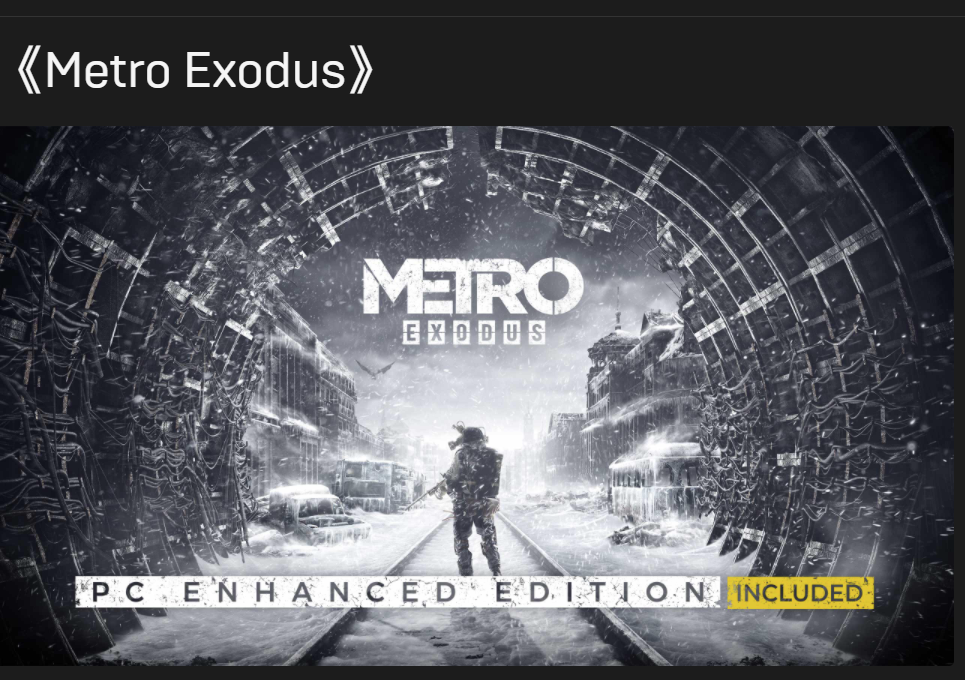 《Metro Exodus》
METRO
EXODUS
PC ENHANCED EDITION INCLUDED